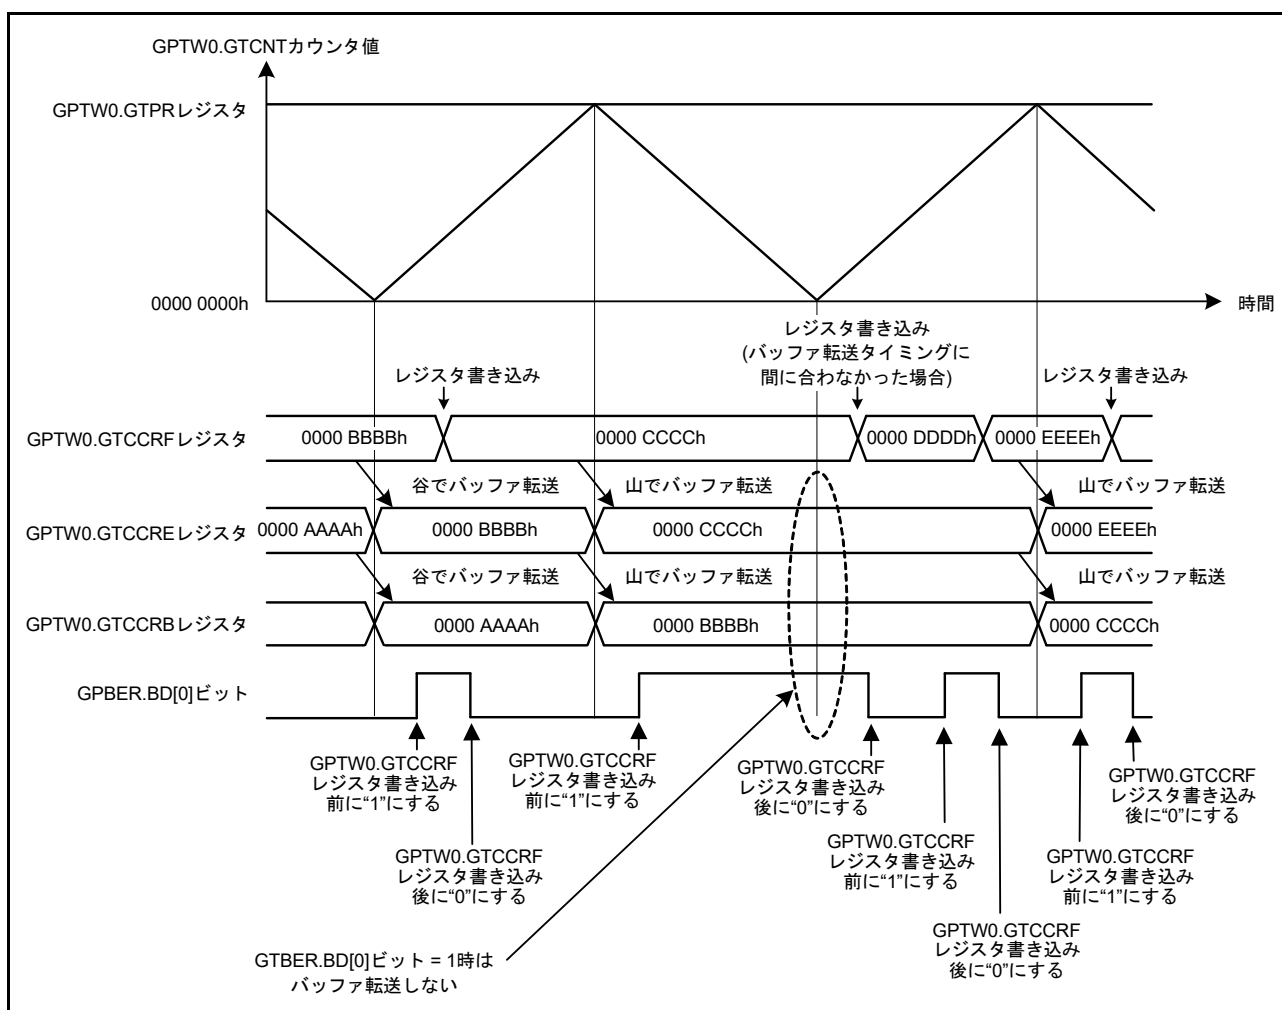 GPTW0.GTCNTカウンタ値
GPTW0.GTPRレジスタ
0000 0000h
時間
レジスタ書き込み
レジスタ書き込み
(バッファ転送タイミングに
間に合わなかった場合)
レジスタ書き込み
GPTW0.GTCCRFレジスタ
0000 BBBBh
0000 CCCCh
0000 DDDDh
0000 EEEEh
谷でバッファ転送
山でバッファ転送
山でバッファ転送
GPTW0.GTCCREレジスタ
0000 AAAAh
0000 BBBBh
0000 CCCCh
0000 EEEEh
谷でバッファ転送
山でバッファ転送
山でバッファ転送
GPTW0.GTCCRBレジスタ
0000 AAAAh
0000 BBBBh
0000 CCCCh
GPBER.BD[0]ビット
GPTW0.GTCCRF
レジスタ書き込み
前に“1”にする
GPTW0.GTCCRF
レジスタ書き込み
後に“0”にする
GPTW0.GTCCRF
レジスタ書き込み
前に“1”にする
GPTW0.GTCCRF
レジスタ書き込み
後に“0”にする
GPTW0.GTCCRF
レジスタ書き込み
前に“1”にする
GPTW0.GTCCRF
レジスタ書き込み
後に“0”にする
GPTW0.GTCCRF
レジスタ書き込み
前に“1”にする
GPTW0.GTCCRF
レジスタ書き込み
後に“0”にする
GTBER.BD[0]ビット = 1時は
バッファ転送しない